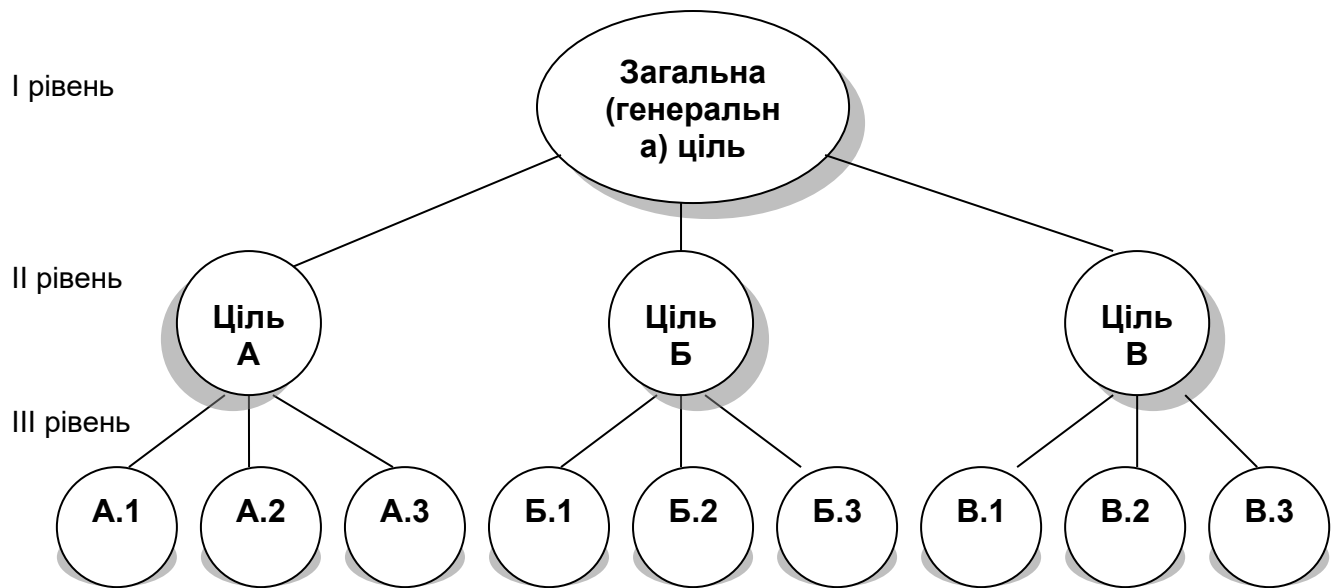 І рівень
Загальна
(генеральн
а) ціль
ІІ рівень
Ціль
А
Ціль
Б
Ціль
В
ІІІ рівень
А.1
А.2
А.3
Б.1
Б.2
Б.3
В.1
В.2
В.3